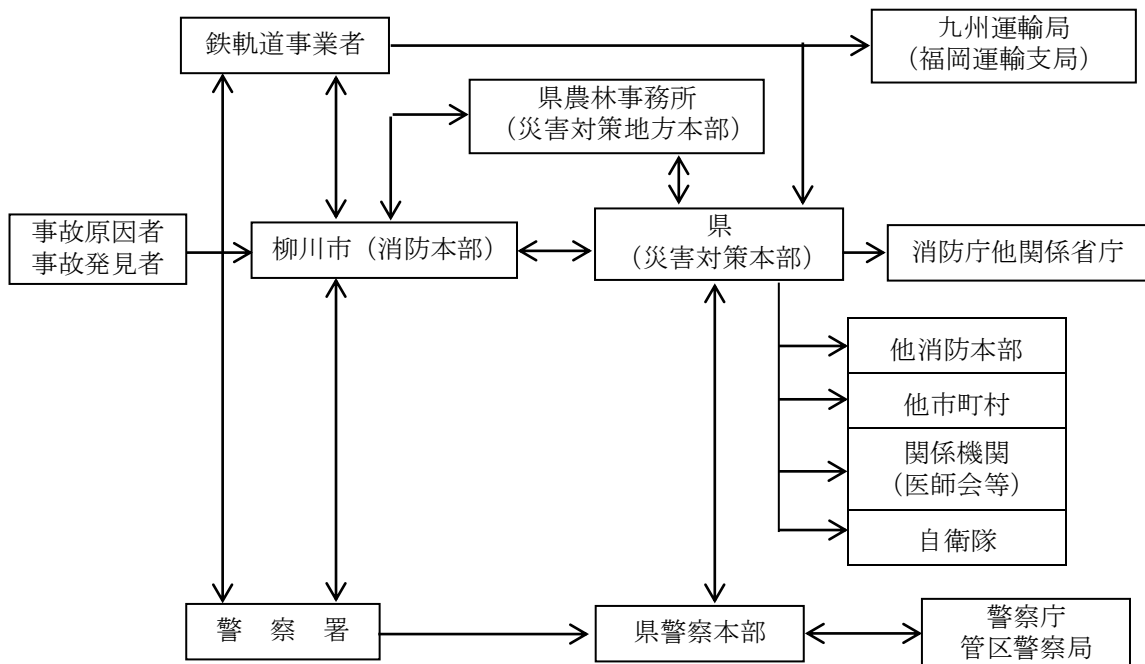 鉄軌道事業者
九州運輸局
（福岡運輸支局）
県農林事務所
（災害対策地方本部）
事故原因者
事故発見者
柳川市（消防本部）
県
（災害対策本部）
消防庁他関係省庁
他消防本部
他市町村
関係機関
（医師会等）
自衛隊
警　察　署
県警察本部
警察庁
管区警察局